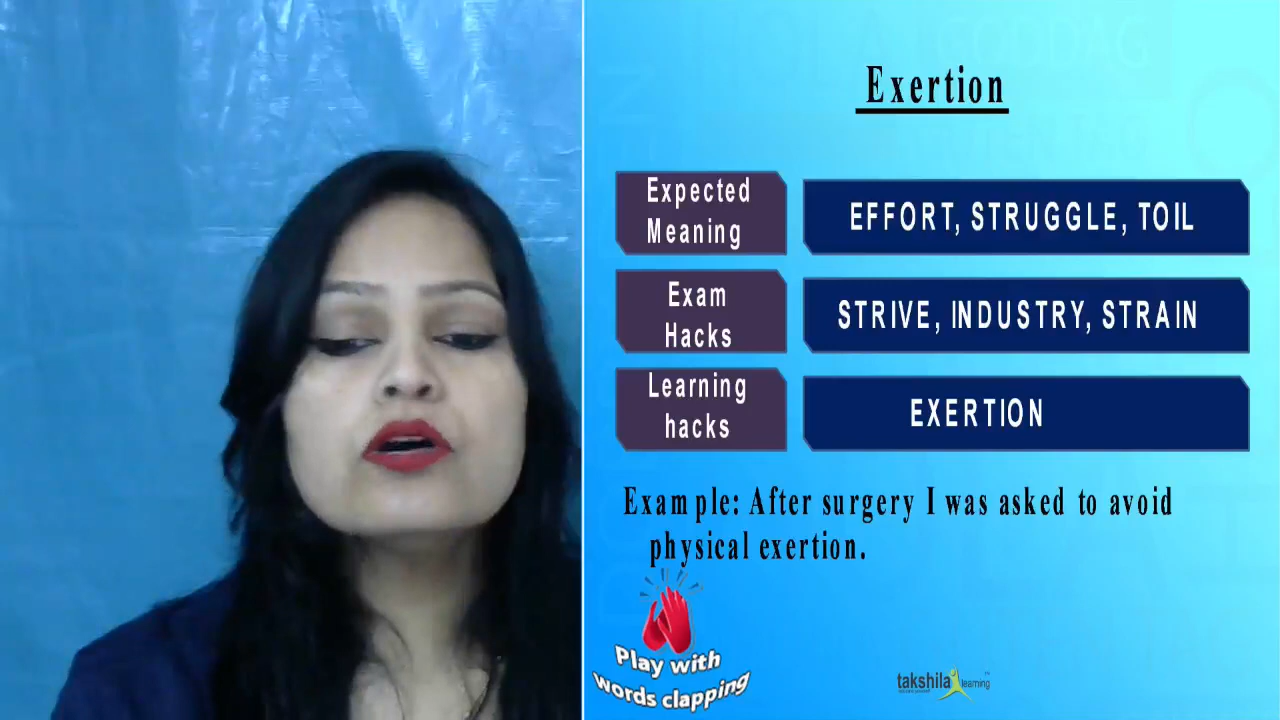 Exertion
Expected
Meaning
EFFORT, STRUGGLE, TOIL
Exam
Hacks
STRIVE, INDUSTRY, STRAIN
Learning
hacks
EXERTION
Example: After surgery I was asked to avoid
physical exertion.
Play with
words clapping
takshila learning